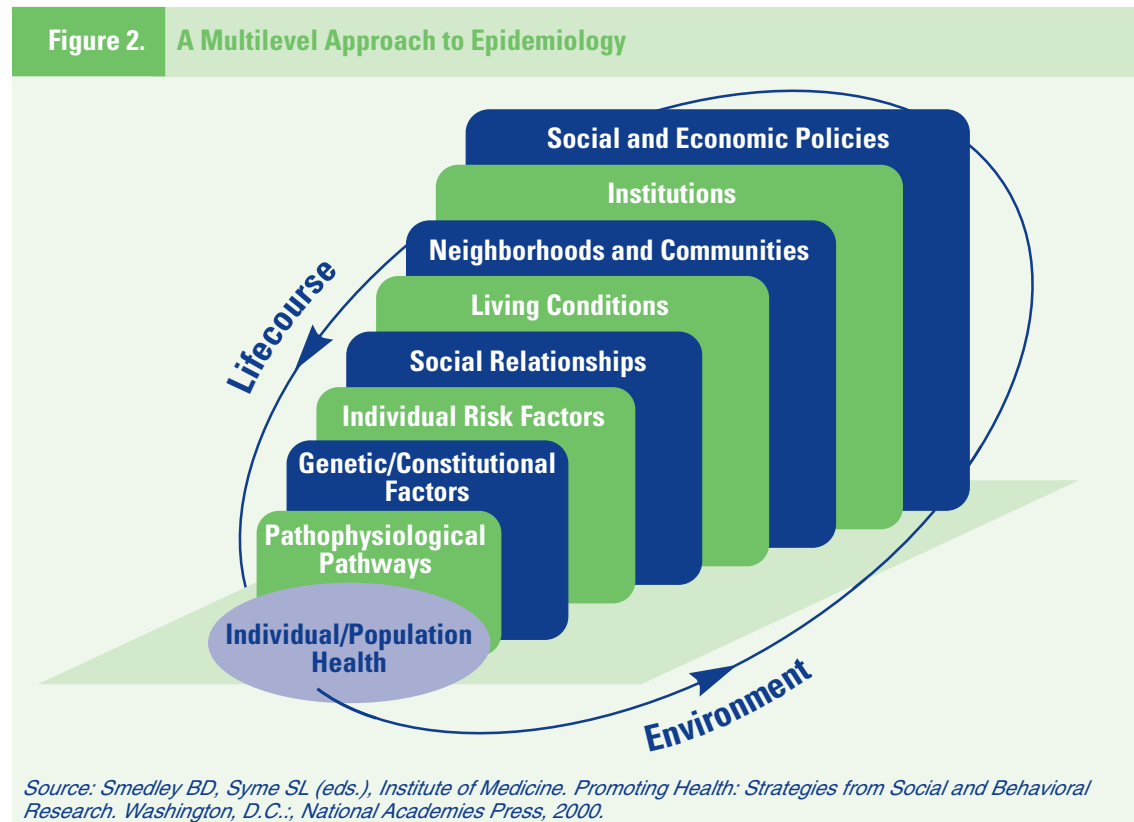 Figure 2. A Multilevel Approach to Epidemiology
Social and Economic Policies
Institutions
Neighborhoods and Communities
Living Conditions
Social Relationships
Individual Risk Factors
Genetic/Constitutional
Factors
Pathophysiological
Pathways
Individual/Population
Health
Lifecourse
Environment
Source: Smedley BD, Syme SL (eds.), Institute of Medicine. Promoting Health: Strategies from Social and Behavioral
Research. Washington, D.C.:, National Academies Press, 2000.